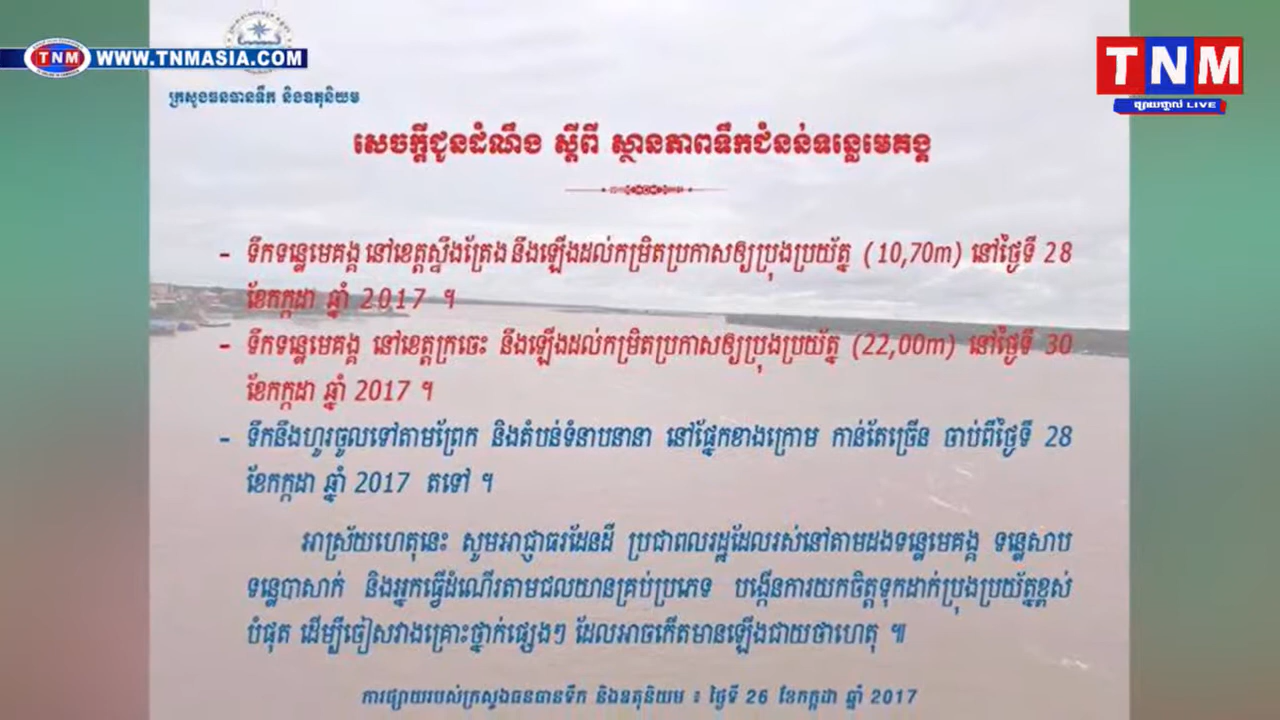 TNM WWW.TNMASIA.COM
TNM
ផ្សាយផ្ទាល់ LIVE
ក្រសួងធនធានទឹក និងឧតុនិយម
សេចក្តីជូនដំណឹង ស្តីពី ស្ថានភាពទឹកជំនន់ទន្លេមេគង្គ
- ទឹកទន្លេមេគង្គ នៅខេត្តស្ទឹងត្រែង នឹងឡើងដល់កម្រិតប្រកាសឲ្យប្រុងប្រយ័ត្ន (10,70m) នៅថ្ងៃទី 28
ខែកក្កដា ឆ្នាំ 2017 ។
- ទឹកទន្លេមេគង្គ នៅខេត្តក្រចេះ នឹងឡើងដល់កម្រិតប្រកាសឲ្យប្រុងប្រយ័ត្ន (22,00m) នៅថ្ងៃទី 30
ខែកក្កដា ឆ្នាំ 2017 ។
- ទឹកនឹងហូរចូលទៅតាមព្រែក និងតំបន់ទំនាបនានា នៅផ្នែកខាងក្រោម កាន់តែច្រើន ចាប់ពីថ្ងៃទី 28
ខែកក្កដា ឆ្នាំ 2017 តទៅ ។
អាស្រ័យហេតុនេះ សូមអាជ្ញាធរដែនដី ប្រជាពលរដ្ឋដែលរស់នៅតាមដងទន្លេមេគង្គ ទន្លេសាប
ទន្លេបាសាក់ និងអ្នកធ្វើដំណើរតាមជលយានគ្រប់ប្រភេទ បង្កើនការយកចិត្តទុកដាក់ប្រុងប្រយ័ត្នខ្ពស់
បំផុត ដើម្បីចៀសវាងគ្រោះថ្នាក់ផ្សេងៗ ដែលអាចកើតមានឡើងជាយថាហេតុ ៕
ការផ្សាយរបស់ក្រសួងធនធានទឹក និងឧតុនិយម ៖ ថ្ងៃទី 26 ខែកក្កដា ឆ្នាំ 2017